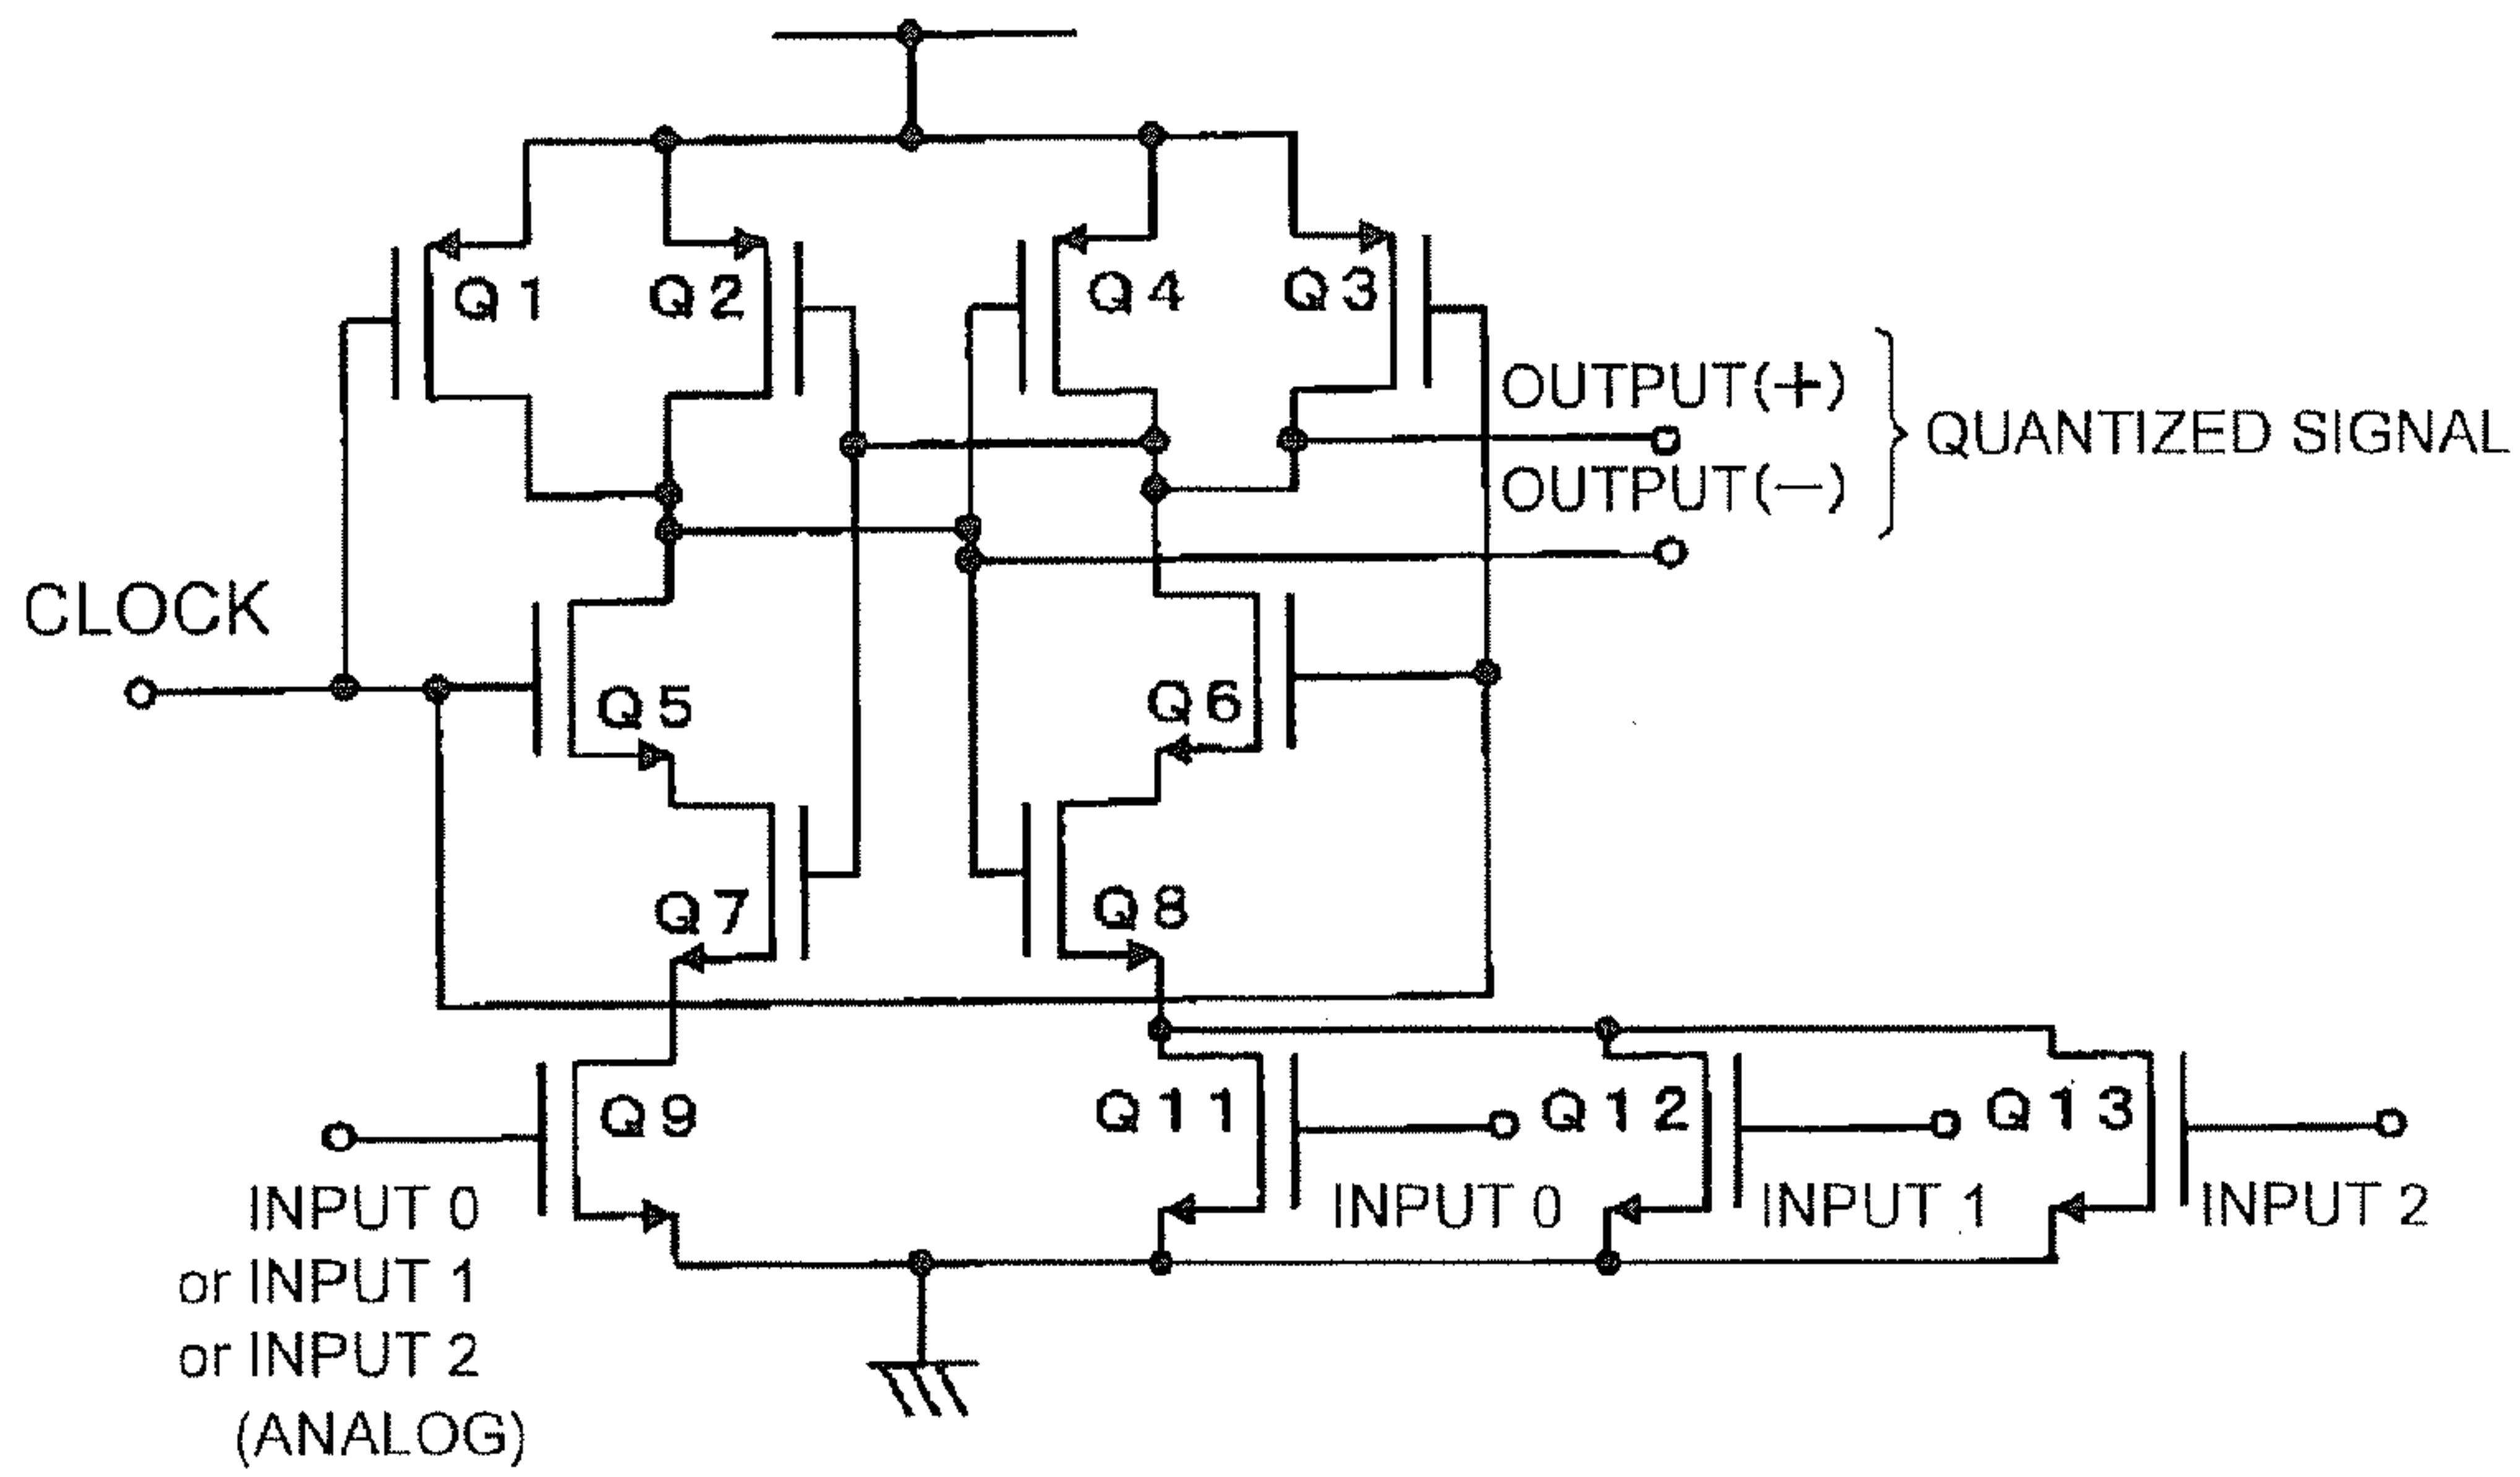 Q1
Q2
Q4
Q3
OUTPUT(+)
OUTPUT(−)
QUANTIZED SIGNAL
CLOCK
Q5
Q6
Q7
Q8
Q9
Q11
Q12
Q13
INPUT 0
or INPUT 1
or INPUT 2
(ANALOG)
INPUT 0
INPUT 1
INPUT 2